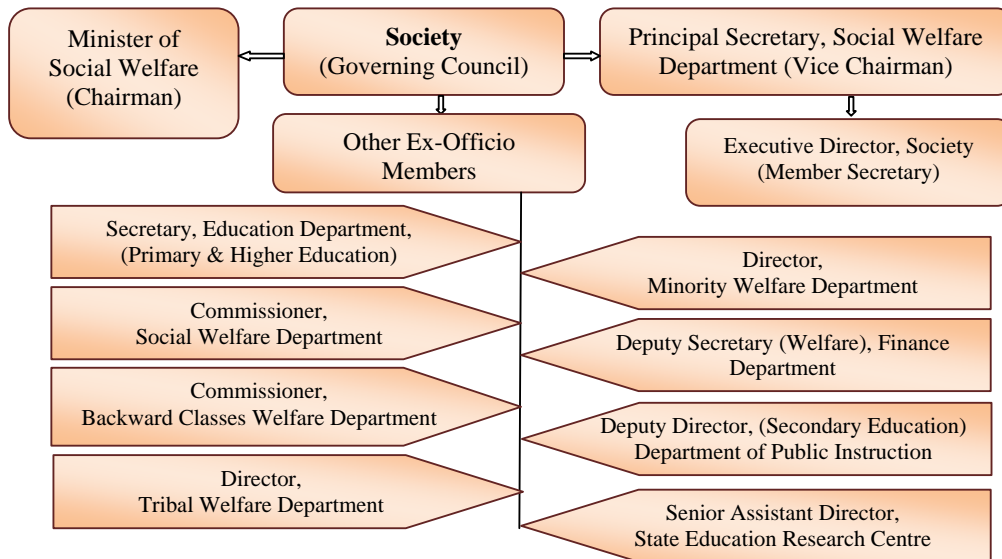 Minister of
Social Welfare
(Chairman)
Society
(Governing Council)
Principal Secretary, Social Welfare
Department (Vice Chairman)
Other Ex-Officio
Members
Executive Director, Society
(Member Secretary)
Secretary, Education Department,
(Primary & Higher Education)
Director,
Minority Welfare Department
Commissioner,
Social Welfare Department
Deputy Secretary (Welfare), Finance
Department
Commissioner,
Backward Classes Welfare Department
Deputy Director, (Secondary Education)
Department of Public Instruction
Director,
Tribal Welfare Department
Senior Assistant Director,
State Education Research Centre